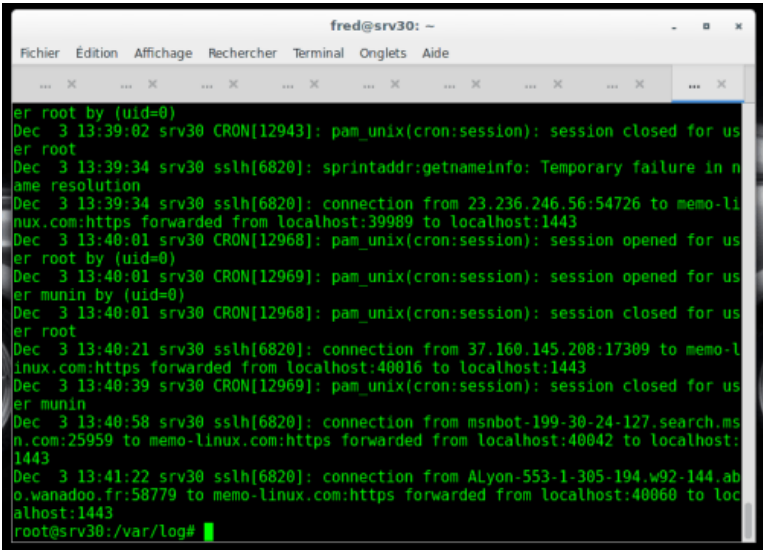 fred@srv30: ~
Fichier Édition Affichage Rechercher Terminal Onglets Aide
... × ... × ... × ... × ... × ... × ... × ... × ... ×
er root by (uid=0)
Dec  3 13:39:02 srv30 CRON[12943]: pam_unix(cron:session): session closed for us
er root
Dec  3 13:39:34 srv30 sslh[6820]: sprintaddr:getnameinfo: Temporary failure in n
ame resolution
Dec  3 13:39:34 srv30 sslh[6820]: connection from 23.236.246.56:54726 to memo-li
nux.com:https forwarded from localhost:39989 to localhost:1443
Dec  3 13:40:01 srv30 CRON[12968]: pam_unix(cron:session): session opened for us
er root by (uid=0)
Dec  3 13:40:01 srv30 CRON[12969]: pam_unix(cron:session): session opened for us
er munin by (uid=0)
Dec  3 13:40:01 srv30 CRON[12968]: pam_unix(cron:session): session closed for us
er root
Dec  3 13:40:21 srv30 sslh[6820]: connection from 37.160.145.208:17309 to memo-l
inux.com:https forwarded from localhost:40016 to localhost:1443
Dec  3 13:40:39 srv30 CRON[12969]: pam_unix(cron:session): session closed for us
er munin
Dec  3 13:40:58 srv30 sslh[6820]: connection from msnbot-199-30-24-127.search.ms
n.com:25959 to memo-linux.com:https forwarded from localhost:40042 to localhost:
1443
Dec  3 13:41:22 srv30 sslh[6820]: connection from ALyon-553-1-305-194.w92-144.ab
o.wanadoo.fr:58779 to memo-linux.com:https forwarded from localhost:40060 to loc
alhost:1443
root@srv30:/var/log#